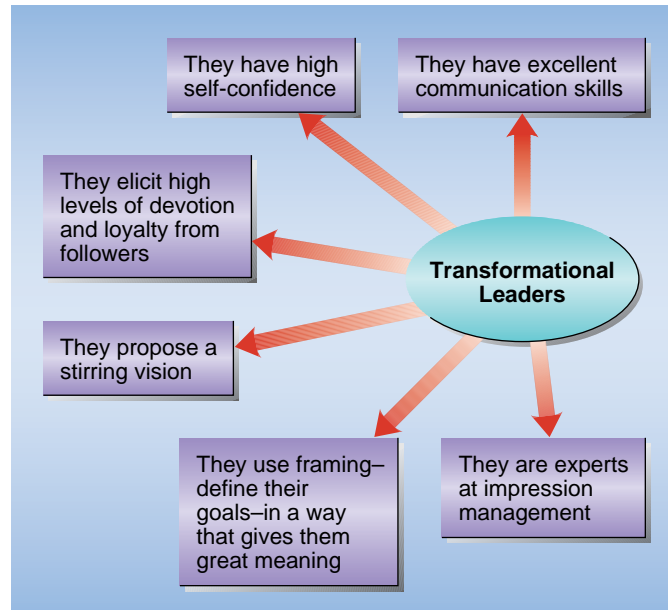 They have high
self-confidence
They have excellent
communication skills
They elicit high
levels of devotion
and loyalty from
followers
Transformational
Leaders
They propose a
stirring vision
They use framing–
define their
goals–in a way
that gives them
great meaning
They are experts
at impression
management